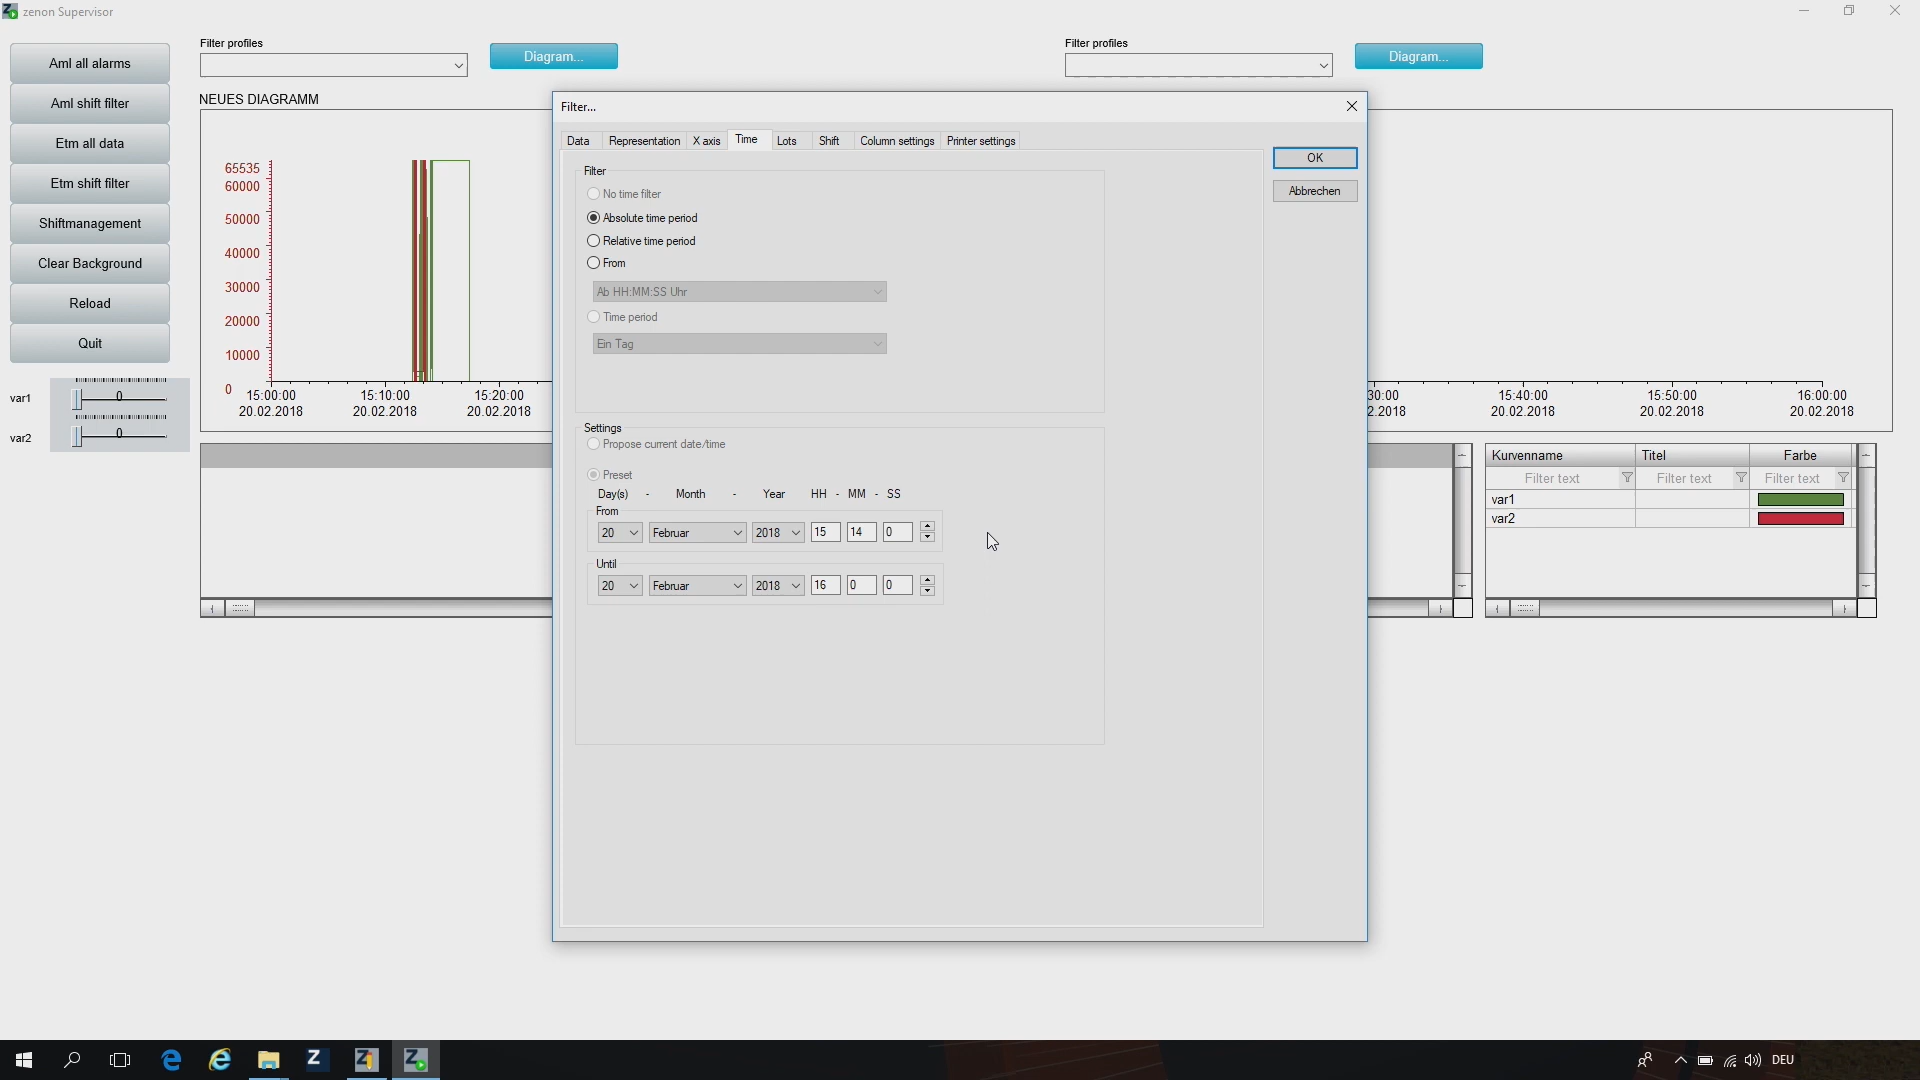 zenon Supervisor
Aml all alarms
Aml shift filter
Etm all data
Etm shift filter
Shiftmanagement
Clear Background
Reload
Quit
var1
0
var2
0
Filter profiles
Diagram...
Filter profiles
Diagram...
NEUES DIAGRAMM
65535
60000
50000
40000
30000
20000
10000
0
15:00:00
20.02.2018
15:10:00
20.02.2018
15:20:00
20.02.2018
30:00
2.2018
15:40:00
20.02.2018
15:50:00
20.02.2018
16:00:00
20.02.2018
Filter...
Data Representation X axis Time Lots Shift Column settings Printer settings
OK
Abbrechen
Filter
No time filter
Absolute time period
Relative time period
From
Ab HH:MM:SS Uhr
Time period
Ein Tag
Settings
Propose current date/time
Preset
Day(s) - Month - Year HH - MM - SS
From
20 Februar 2018 15 14 0
Until
20 Februar 2018 16 0 0
Kurvenname Titel Farbe
Filter text Filter text Filter text
var1
var2
DEU